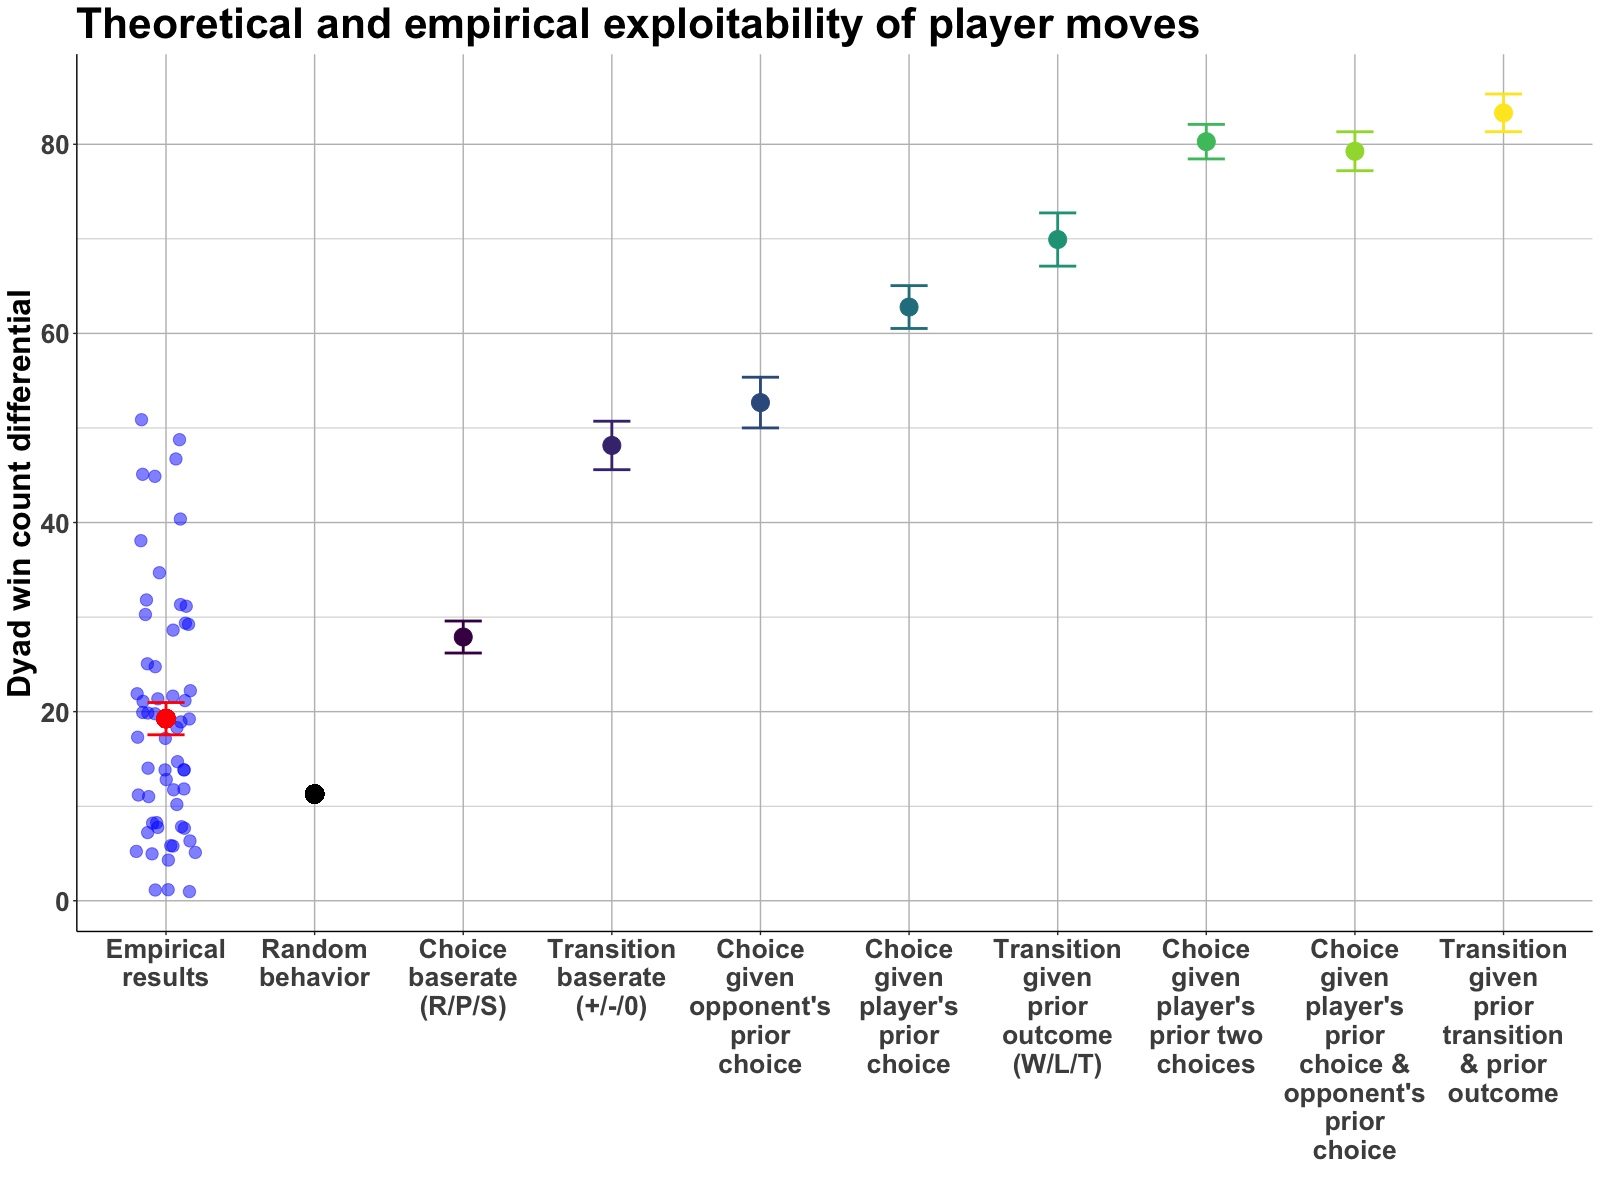 Theoretical and empirical exploitability of player moves
Dyad win count differential
80
60
40
20
0
Empirical
results
Random
behavior
Choice
baserate
(R/P/S)
Transition
baserate
(+/-/0)
Choice
given
opponent's
prior
choice
Choice
given
player's
prior
choice
Transition
given
prior
outcome
(W/L/T)
Choice
given
player's
prior two
choices
Choice
given
player's
prior
choice &
opponent's
prior
choice
Transition
given
prior
transition
& prior
outcome